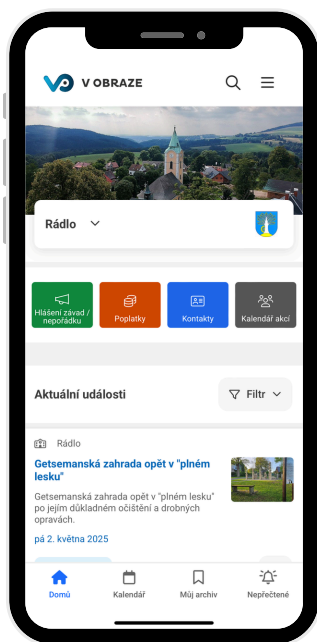 V OBRAZE
Rádlo
Hlášení závad /
nepořádku
Poplatky
Kontakty
Kalendář akcí
Aktuální události
Filtr
Rádlo
Getsemanská zahrada opět v "plném
lesku"
Getsemanská zahrada opět v "plném lesku"
po jejím důkladném očištění a drobných
opravách.
pá 2. května 2025
Domů
Kalendář
Můj archiv
Nepřečtené